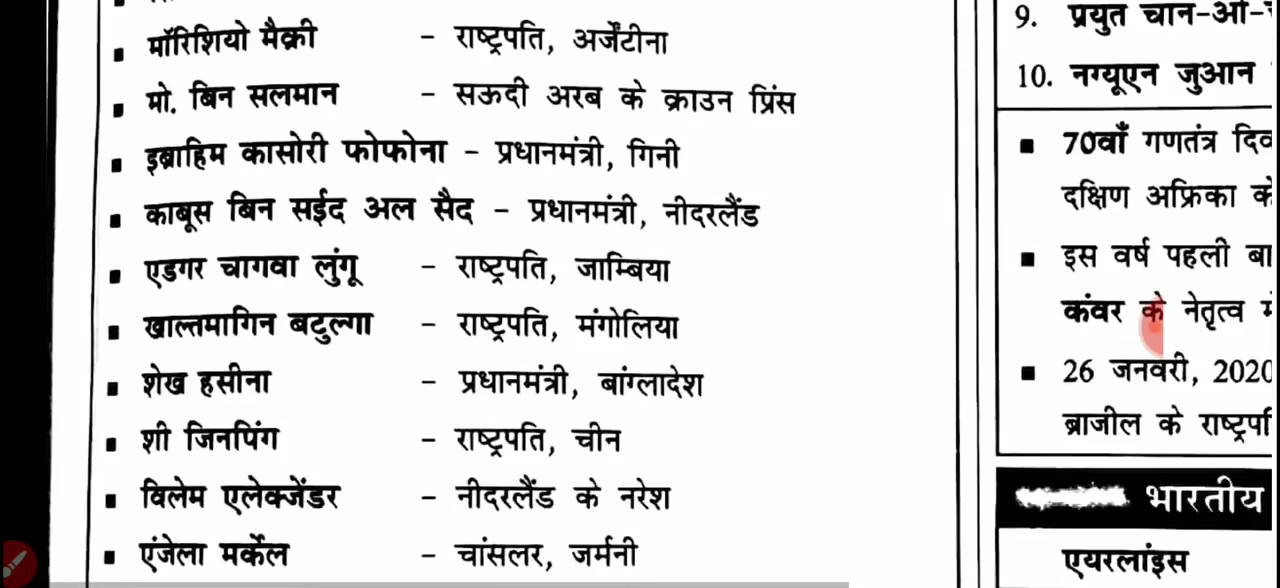 मॉरिशियो मैक्री – राष्ट्रपति, अर्जेंटीना
मो. बिन सलमान – सऊदी अरब के क्राउन प्रिंस
इब्राहिम कासोरी फोफोना – प्रधानमंत्री, गिनी
काबूस बिन सईद अल सैद – प्रधानमंत्री, नीदरलैंड
एडगर चागवा लुंगू – राष्ट्रपति, जाम्बिया
खाल्तमागिन बटुल्गा – राष्ट्रपति, मंगोलिया
शेख हसीना – प्रधानमंत्री, बांग्लादेश
शी जिनपिंग – राष्ट्रपति, चीन
विलेम एलेक्जेंडर – नीदरलैंड के नरेश
एंजेला मर्केल – चांसलर, जर्मनी
9. प्रयुत चान-ओ-
10. नग्यूएन जुआन
70वाँ गणतंत्र
दक्षिण अफ्रिका
इस वर्ष पहली
कंवर के नेतृत्व
26 जनवरी, 2020
ब्राजील के
भारतीय
एयरलांइस